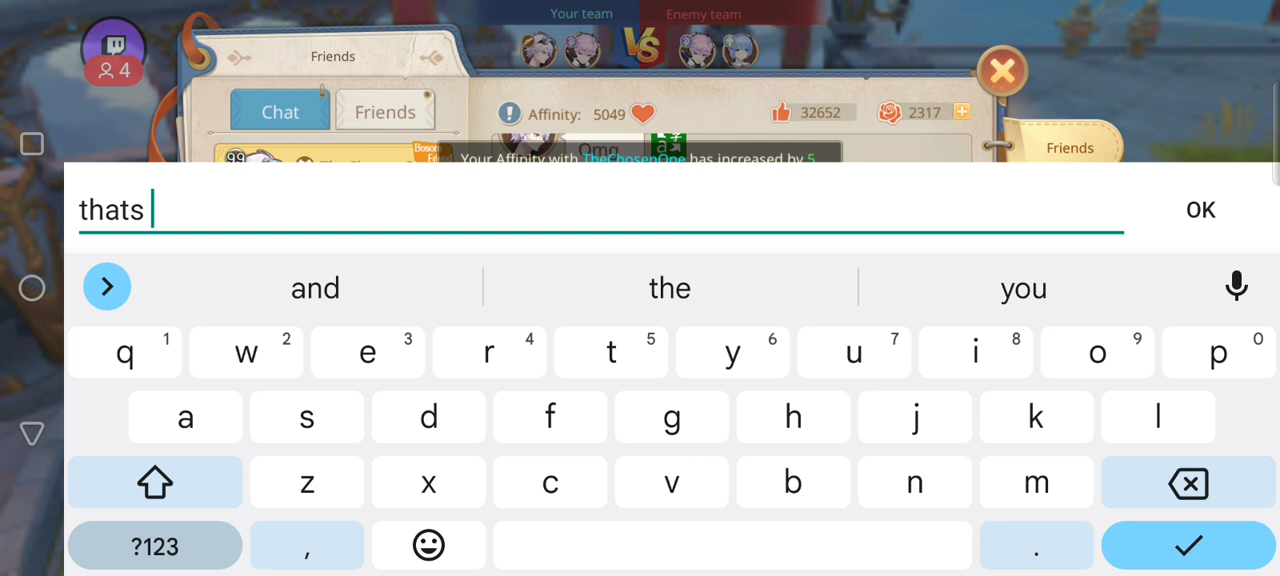 Your team
Enemy team
VS
4
Friends
Chat
Friends
Affinity: 5049
32652
2317
Friends
99
Bosom
Omg
Your Affinity with TheChosenOne has increased by 5
thats
OK
and the you
q 1 w 2 e 3 r 4 t 5 y 6 u 7 i 8 o 9 p 0
a s d f g h j k l
z x c v b n m
?123 , .